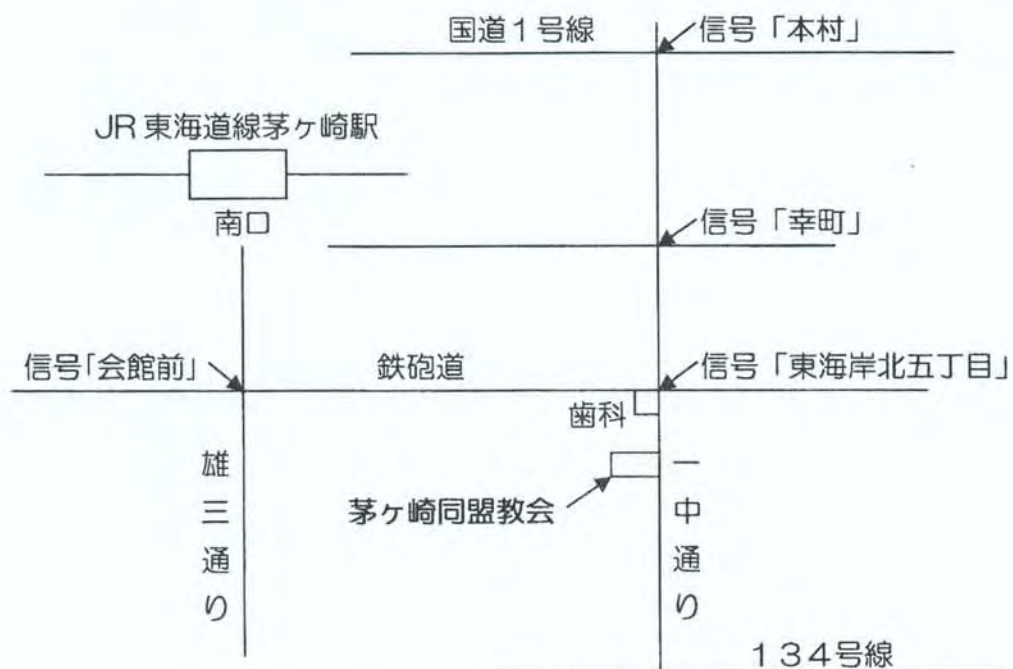 国道１号線
信号「本村」
JR東海道線茅ヶ崎駅
南口
信号「幸町」
信号「会館前」
鉄砲道
信号「東海岸北五丁目」
歯科
雄三通り
茅ヶ崎同盟教会
一中通り
１３４号線